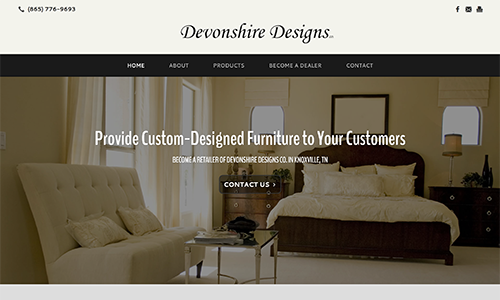 (865) 776-9693
Devonshire Designs
HOME ABOUT PRODUCTS BECOME A DEALER CONTACT
Provide Custom-Designed Furniture to Your Customers
BECOME A RETAILER OF DEVONSHIRE DESIGNS CO. IN KNOXVILLE, TN
CONTACT US >